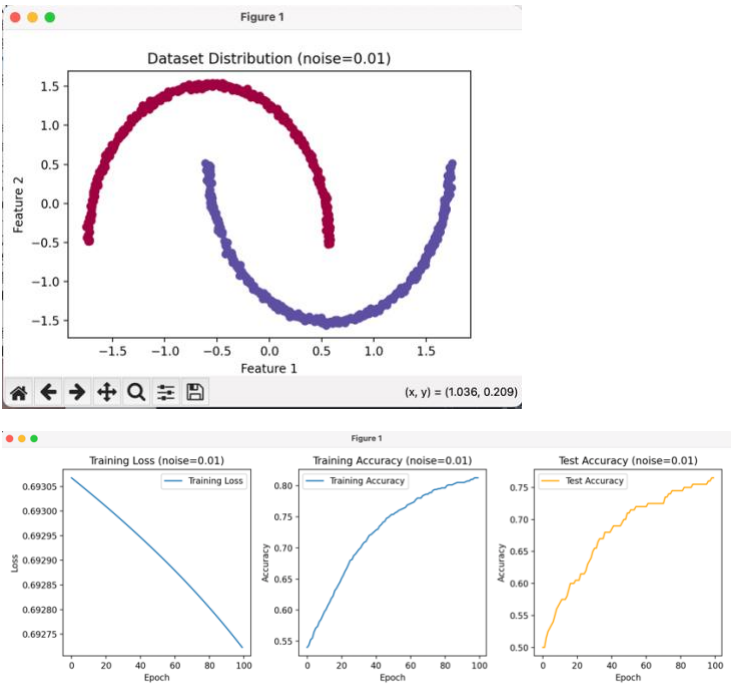 Figure 1
Dataset Distribution (noise=0.01)
1.5
1.0
0.5
0.0
−0.5
−1.0
−1.5
Feature 2
−1.5 −1.0 −0.5 0.0 0.5 1.0 1.5
Feature 1
(x, y) = (1.036, 0.209)
Figure 1
Training Loss (noise=0.01)
Training Loss
0.69305
0.69300
0.69295
0.69290
0.69285
0.69280
0.69275
Loss
0 20 40 60 80 100
Epoch
Training Accuracy (noise=0.01)
Training Accuracy
0.80
0.75
0.70
0.65
0.60
0.55
Accuracy
0 20 40 60 80 100
Epoch
Test Accuracy (noise=0.01)
Test Accuracy
0.75
0.70
0.65
0.60
0.55
0.50
Accuracy
0 20 40 60 80 100
Epoch